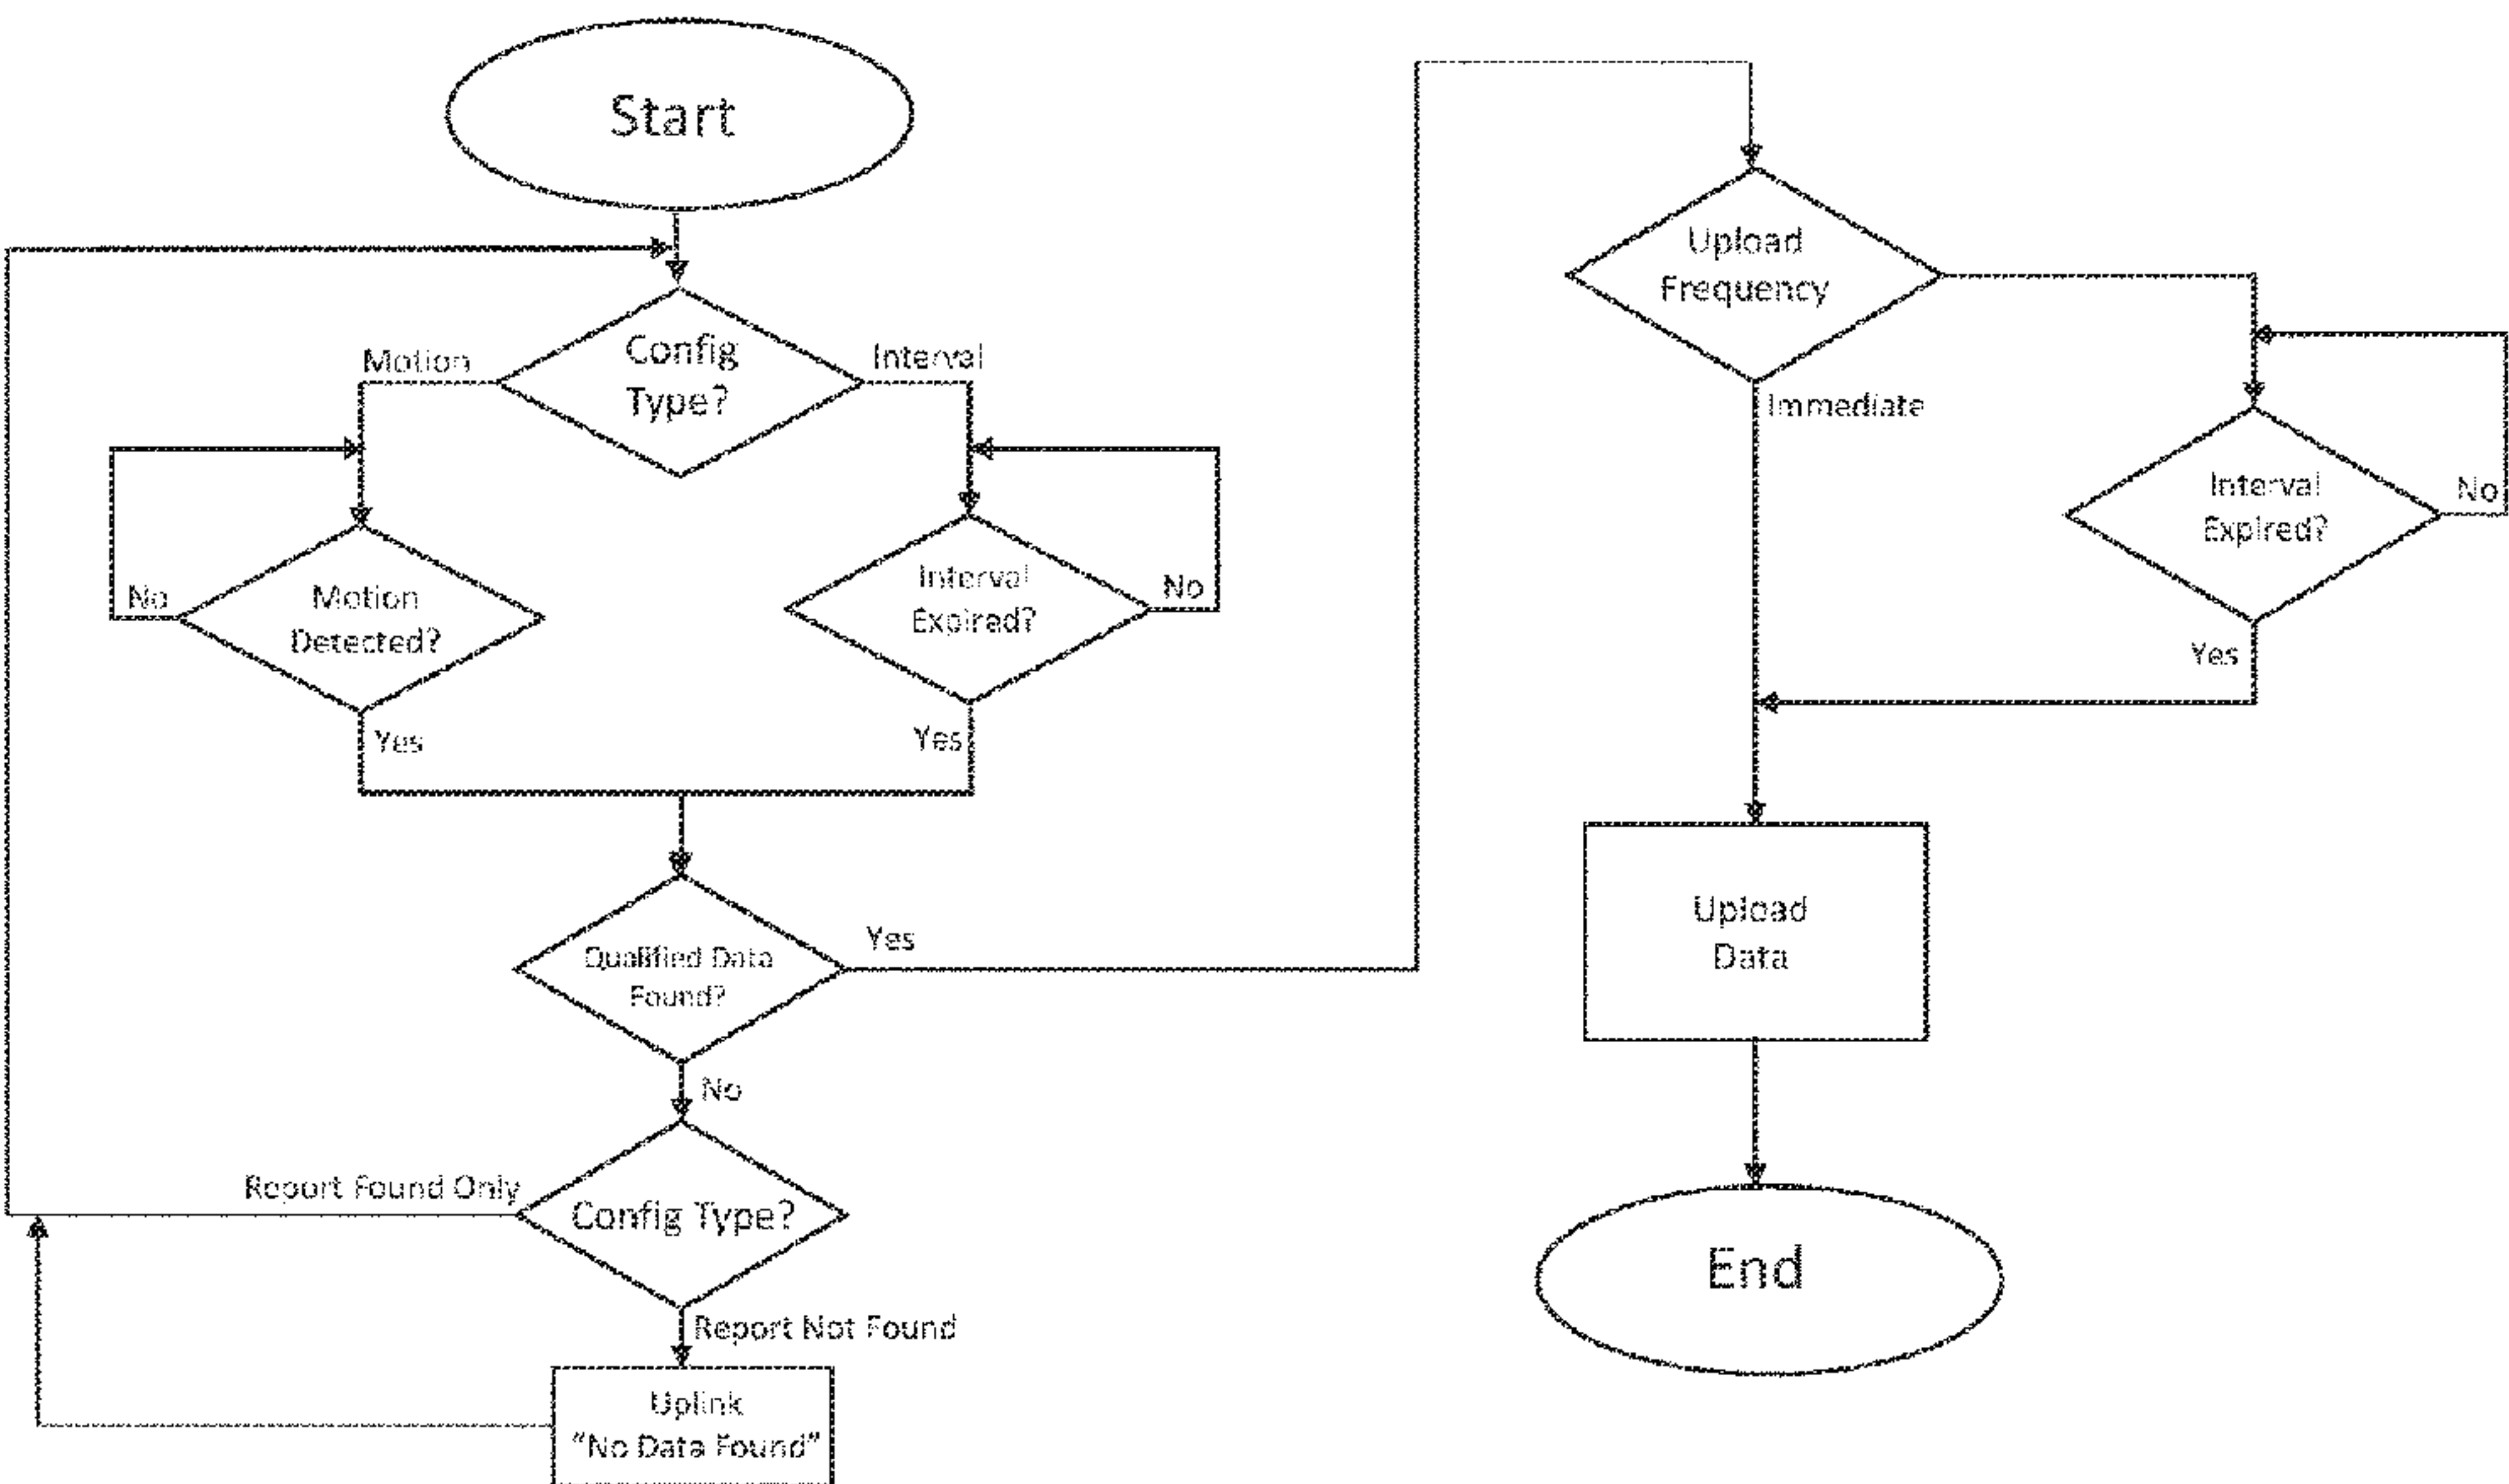 Start
Config
Type?
Motion
Interval
Motion
Detected?
No
Yes
Interval
Expired?
No
Yes
Qualified Data
Found?
Yes
No
Config Type?
Report Found Only
Report Not Found
Uplink
"No Data Found"
Upload
Frequency
Immediate
Interval
Expired?
No
Yes
Upload
Data
End